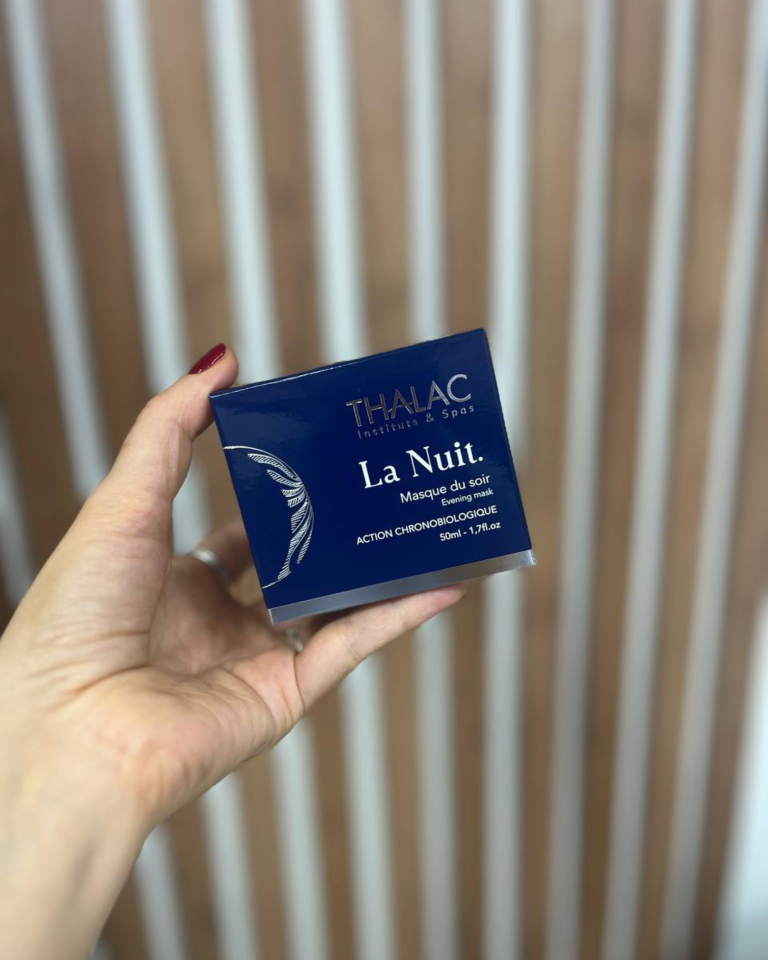 THALAC
Instituts & Spas
La Nuit.
Masque du soir
Evening mask
ACTION CHRONOBIOLOGIQUE
50ml - 1,7fl.oz